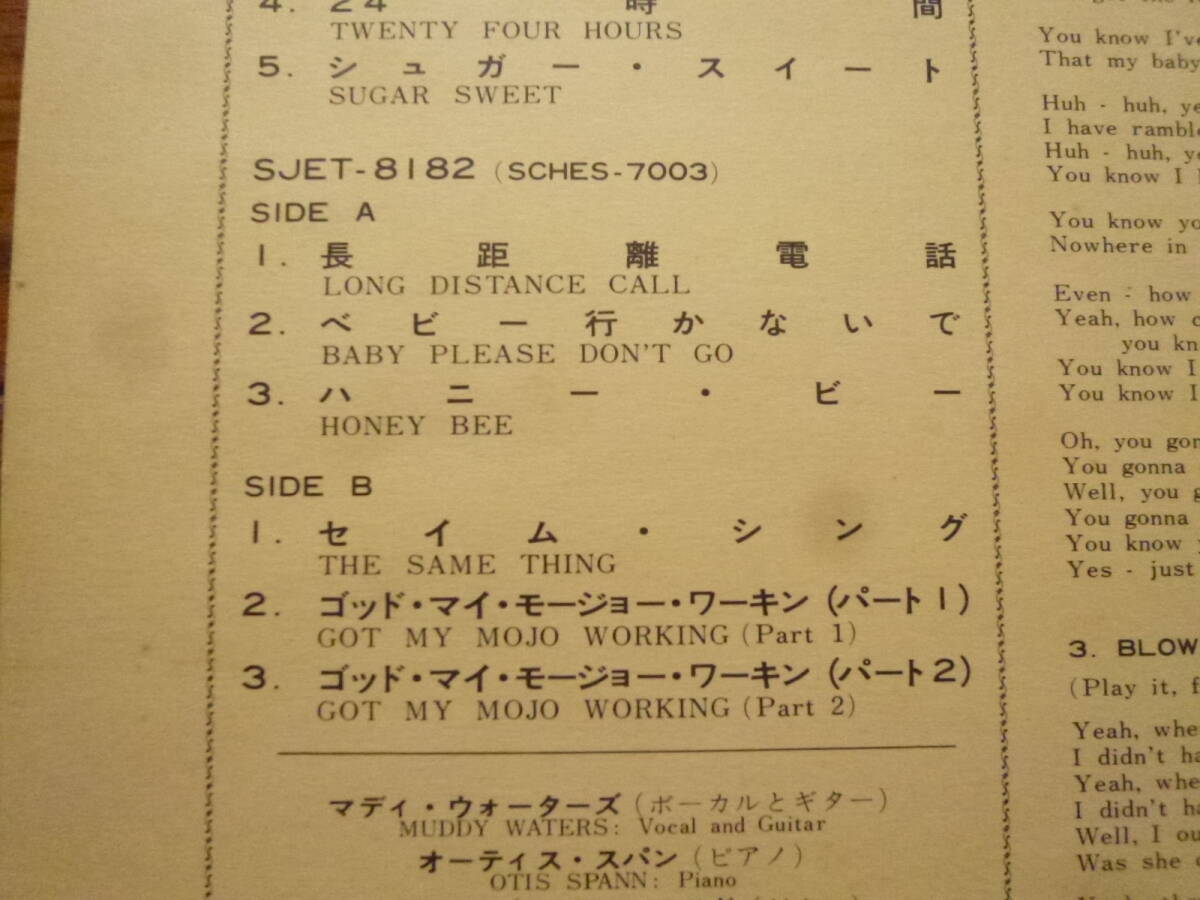 4. 24時間
TWENTY FOUR HOURS
5. シュガー・スイート
SUGAR SWEET
SJET-8182 (SCHES-7003)
SIDE A
1. 長距離電話
LONG DISTANCE CALL
2. ベビー行かないで
BABY PLEASE DON'T GO
3. ハニー・ビー
HONEY BEE
SIDE B
1. セイム・シング
THE SAME THING
2. ゴッド・マイ・モージョー・ワーキン (パート1)
GOT MY MOJO WORKING (Part 1)
3. ゴッド・マイ・モージョー・ワーキン (パート2)
GOT MY MOJO WORKING (Part 2)
マディ・ウォーターズ (ボーカルとギター)
MUDDY WATERS: Vocal and Guitar
オーティス・スパン (ピアノ)
OTIS SPANN: Piano
You know I've
That my baby
Huh - huh,
I have
Huh - huh,
You know I
You know
Nowhere in
Even - how
Yeah, how
you
You know I
You know I
Oh, you
You gonna
Well, you
You gonna
You know
Yes - just
3. BLOW
(Play it,
Yeah,
I didn't
Yeah,
I didn't
Well, I
Was she